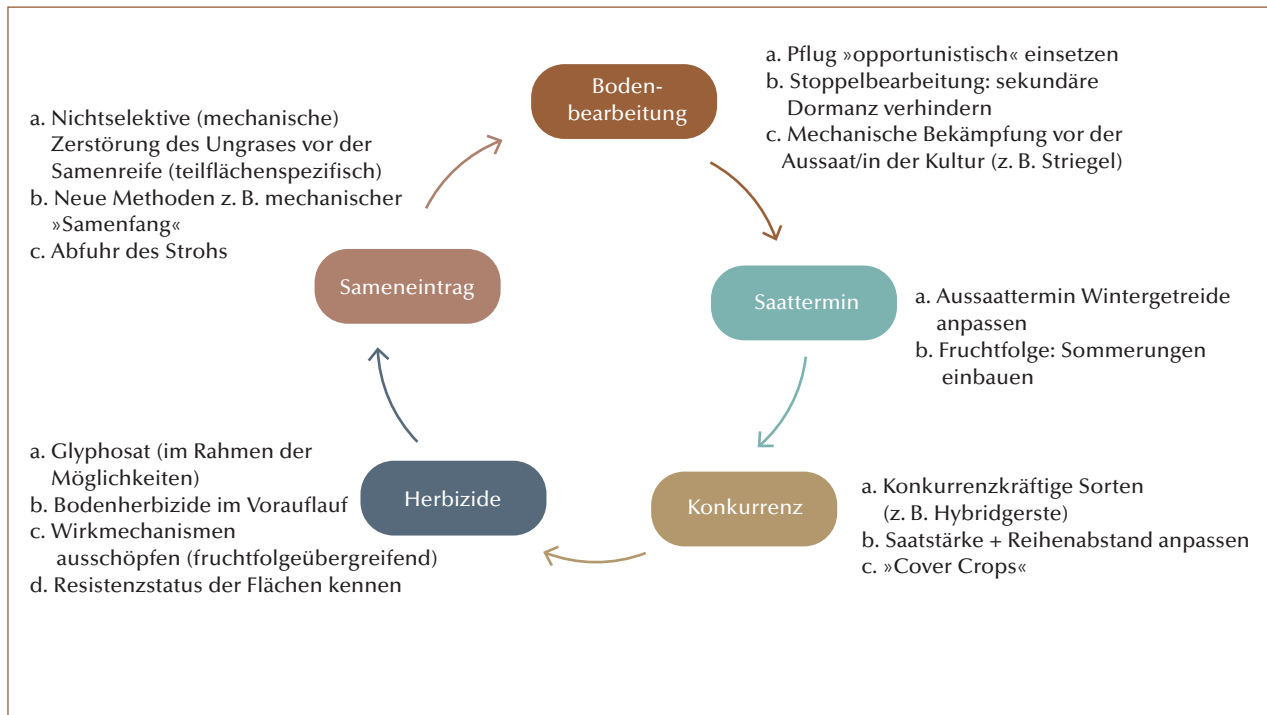 Boden-
bearbeitung
a. Pflug »opportunistisch« einsetzen
b. Stoppelbearbeitung: sekundäre
Dormanz verhindern
c. Mechanische Bekämpfung vor der
Aussaat/in der Kultur (z. B. Striegel)
Saattermin
a. Aussaattermin Wintergetreide
anpassen
b. Fruchtfolge: Sommerungen
einbauen
Konkurrenz
a. Konkurrenzkräftige Sorten
(z. B. Hybridgerste)
b. Saatstärke + Reihenabstand anpassen
c. »Cover Crops«
Herbizide
a. Glyphosat (im Rahmen der
Möglichkeiten)
b. Bodenherbizide im Vorauflauf
c. Wirkmechanismen
ausschöpfen (fruchtfolgeübergreifend)
d. Resistenzstatus der Flächen kennen
Sameneintrag
a. Nichtselektive (mechanische)
Zerstörung des Ungrases vor der
Samenreife (teilflächenspezifisch)
b. Neue Methoden z. B. mechanischer
»Samenfang«
c. Abfuhr des Strohs